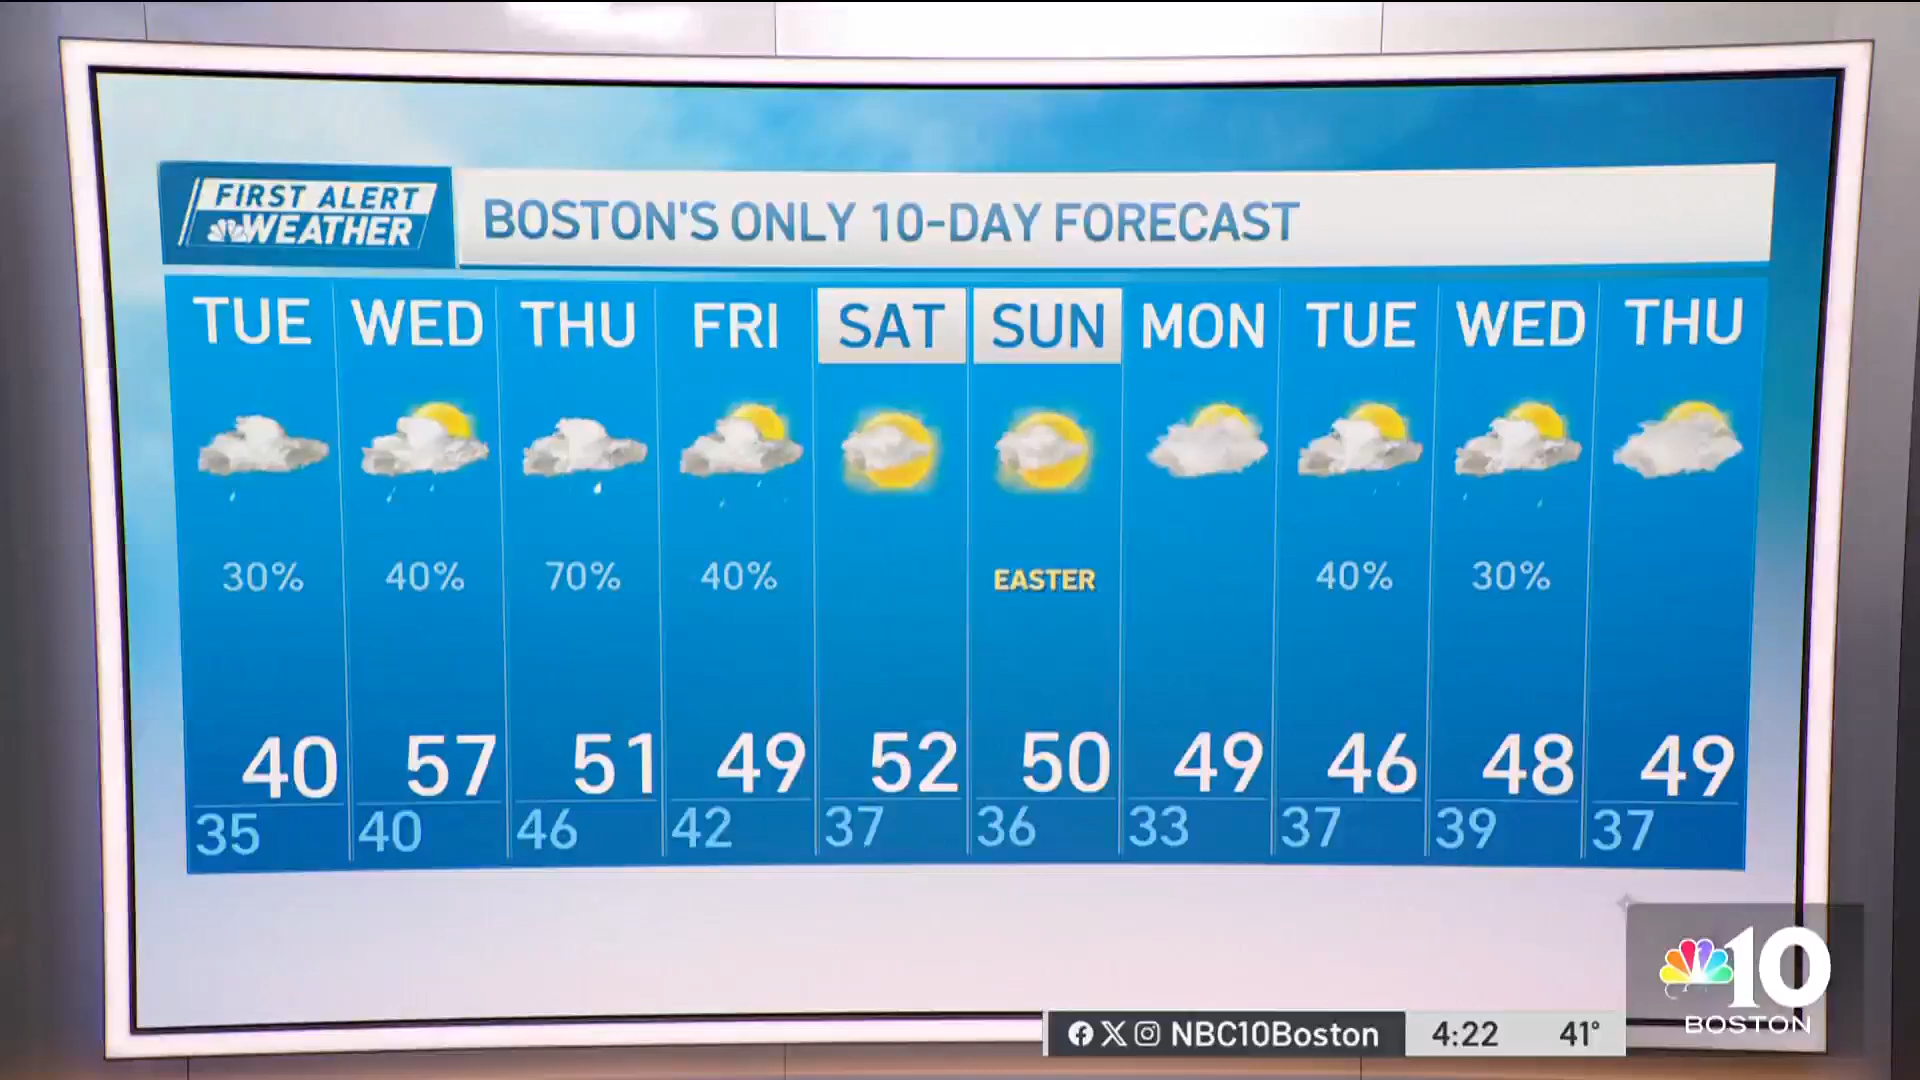 FIRST ALERT
WEATHER
BOSTON'S ONLY 10-DAY FORECAST
TUE WED THU FRI SAT SUN MON TUE WED THU
30% 40% 70% 40% EASTER 40% 30%
40 57 51 49 52 50 49 46 48 49
35 40 46 42 37 36 33 37 39 37
10
BOSTON
NBC10Boston 4:22 41°